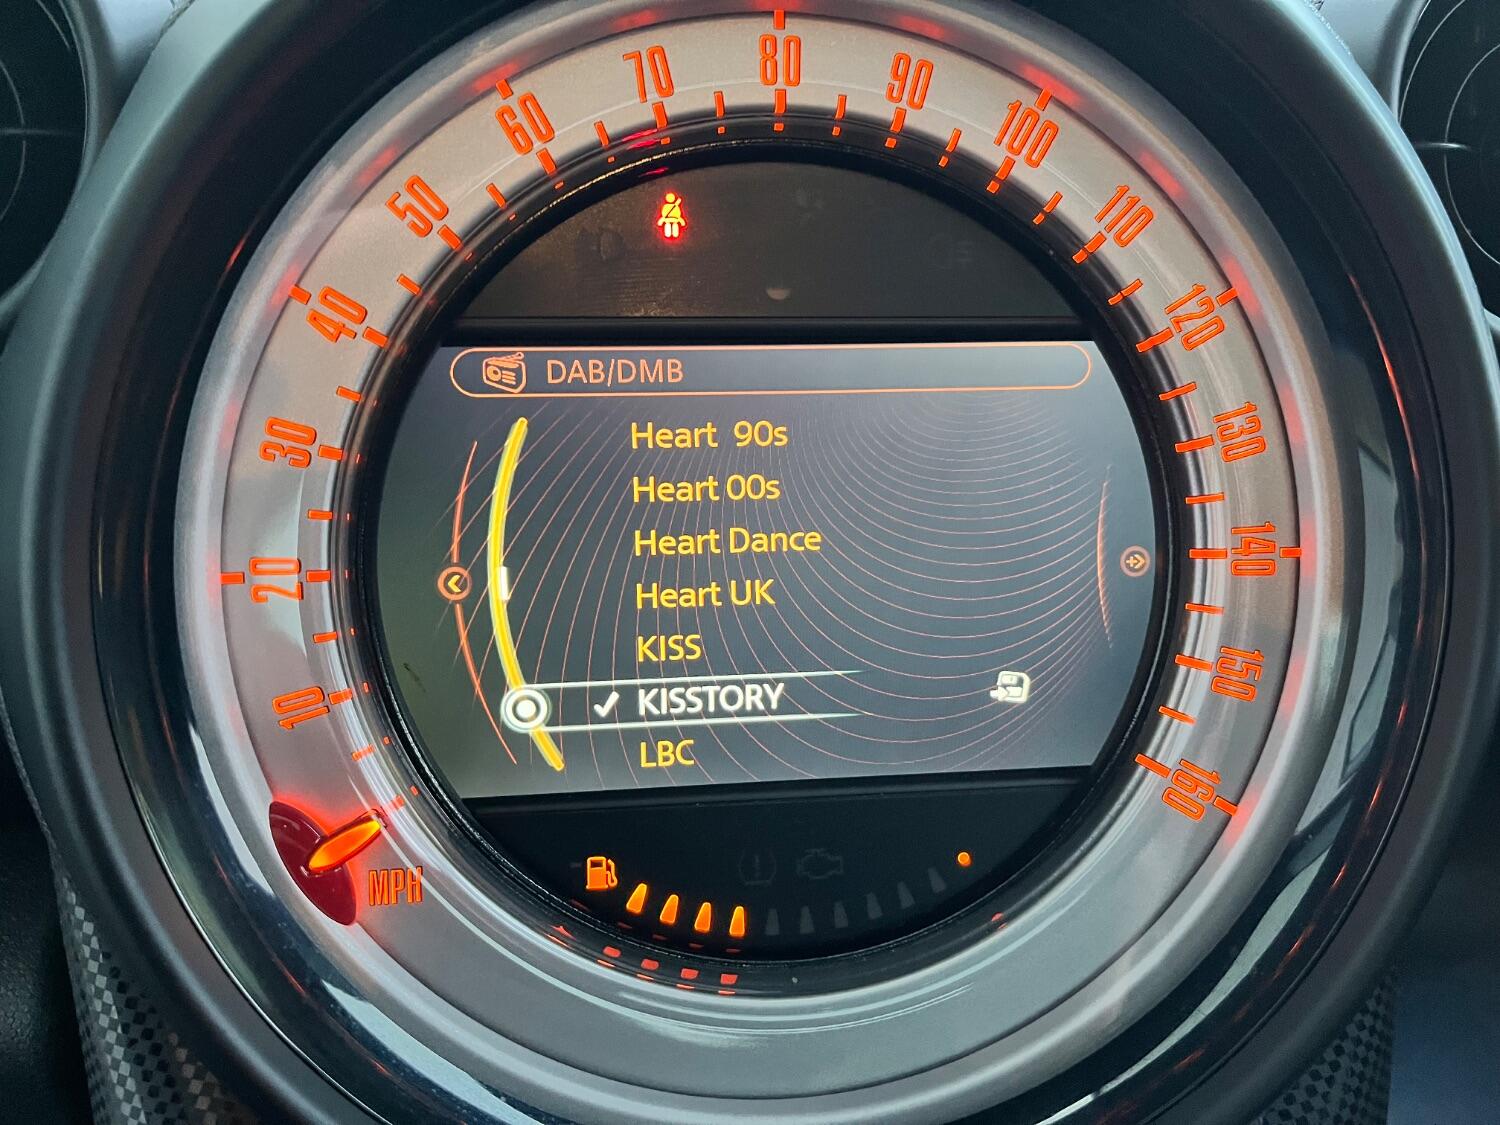 10
20
30
40
50
60
70
80
90
100
110
120
130
140
150
160
MPH
DAB/DMB
Heart 90s
Heart 00s
Heart Dance
Heart UK
KISS
KISSTORY
LBC